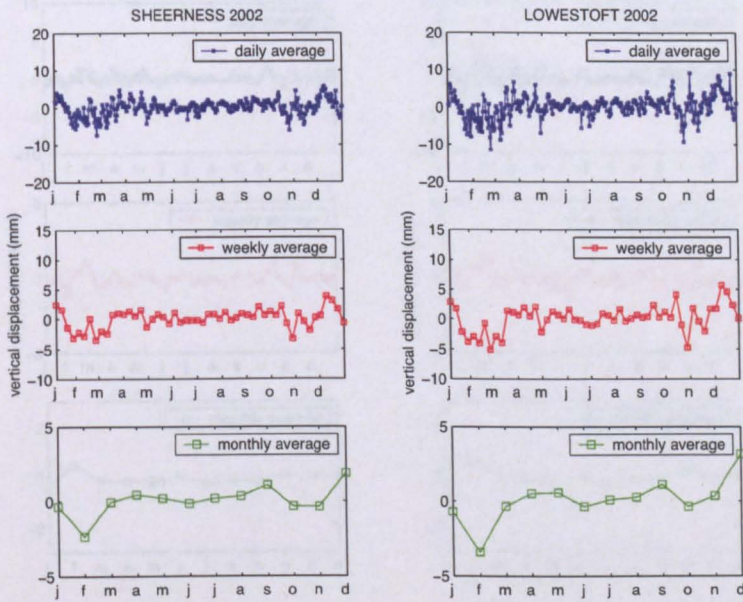 SHEERNESS 2002
LOWESTOFT 2002
vertical displacement (mm)
20
10
0
−10
−20
daily average
j f m a m j j a s o n d
20
10
0
−10
−20
daily average
j f m a m j j a s o n d
15
10
5
0
−5
−10
weekly average
j f m a m j j a s o n d
vertical displacement (mm)
15
10
5
0
−5
−10
weekly average
j f m a m j j a s o n d
5
0
−5
monthly average
j f m a m j j a s o n d
5
0
−5
monthly average
j f m a m j j a s o n d